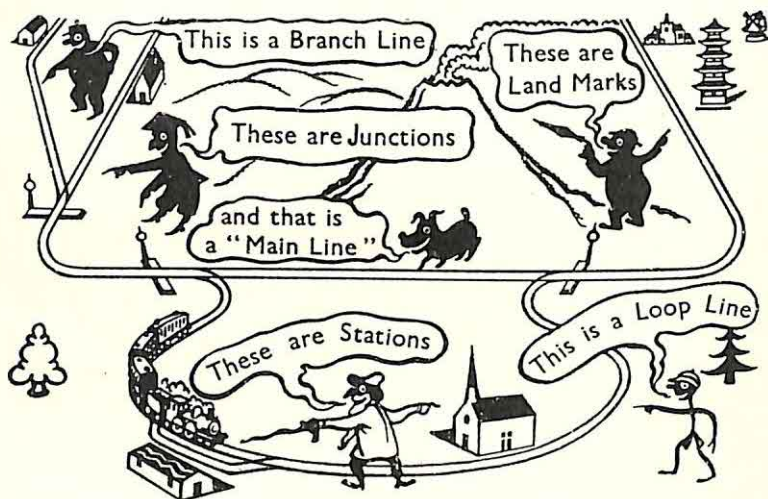 This is a Branch Line
These are
Land Marks
These are Junctions
and that is
a "Main Line"
These are Stations
This is a Loop Line